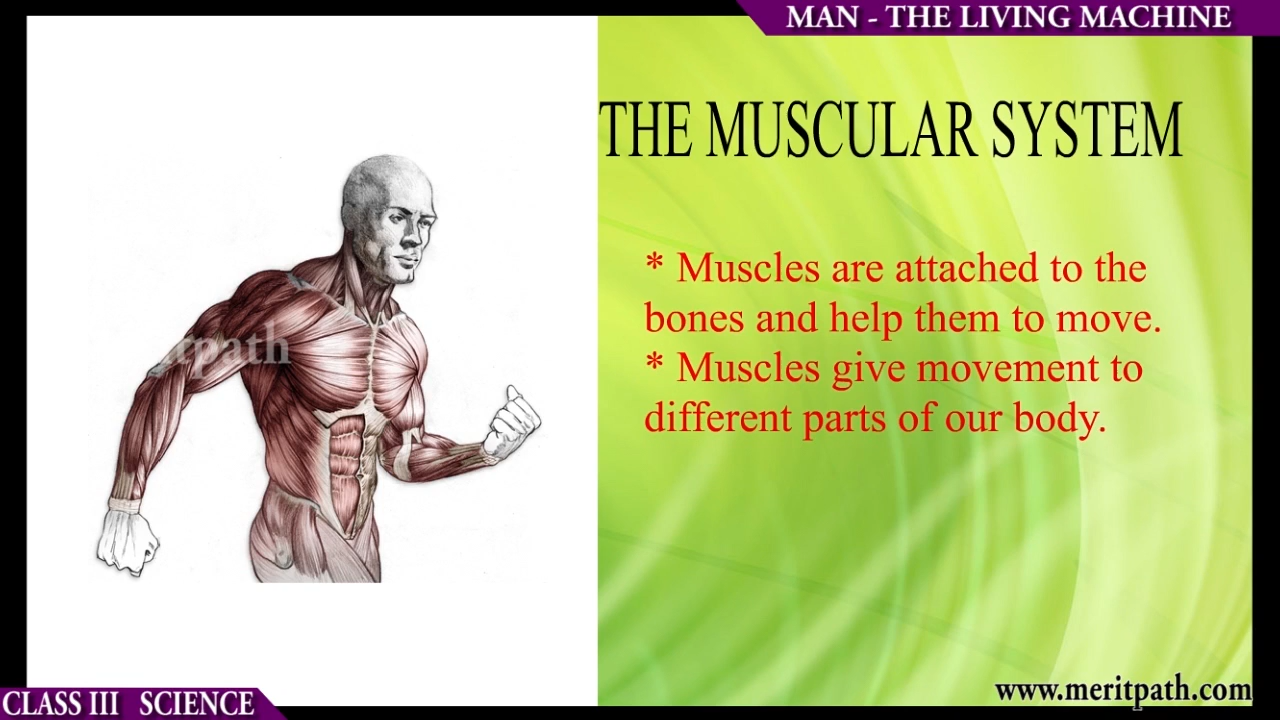 MAN - THE LIVING MACHINE
THE MUSCULAR SYSTEM
* Muscles are attached to the
bones and help them to move.
* Muscles give movement to
different parts of our body.
www.meritpath.com
CLASS III SCIENCE